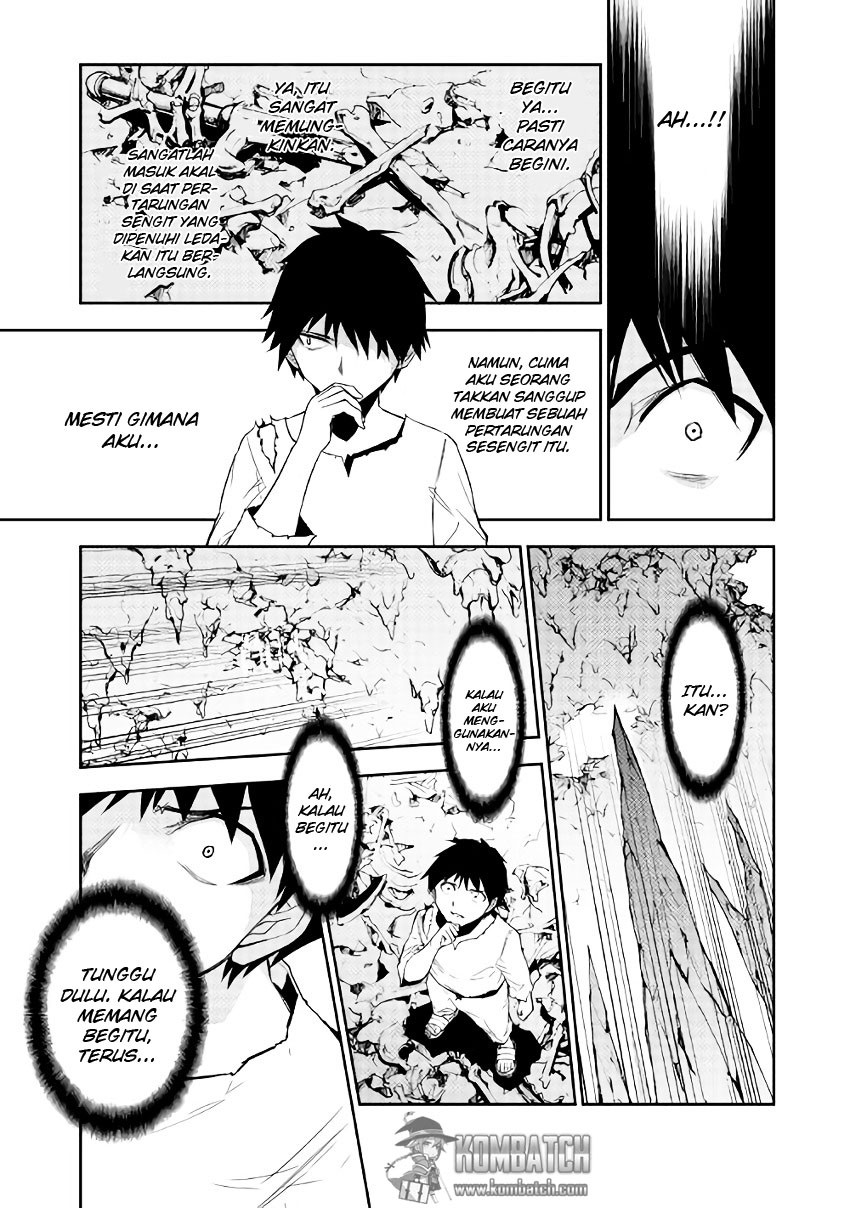 AH...!!
BEGITU
YA...
PASTI
CARANYA
BEGINI.
YA, ITU
SANGAT
MEMUNG-
KINKAN.
SANGATLAH
MASUK AKAL
DI SAAT PER-
TARUNGAN
SENGIT YANG
DIPENUHI LEDA-
KAN ITU BER-
LANGSUNG.
NAMUN, CUMA
AKU SEORANG
TAKKAN SANGGUP
MEMBUAT SEBUAH
PERTARUNGAN
SESENGIT ITU.
MESTI GIMANA
AKU...
ITU...
KAN?
KALAU
AKU
MENG-
GUNAKAN-
NYA...
AH,
KALAU
BEGITU
...
TUNGGU
DULU. KALAU
MEMANG
BEGITU,
TERUS...
KOMBATCH
www.kombatch.com